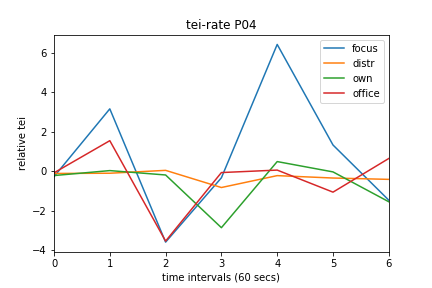 tei-rate P04
relative tei
6
4
2
0
−2
−4
focus
distr
own
office
0 1 2 3 4 5 6
time intervals (60 secs)